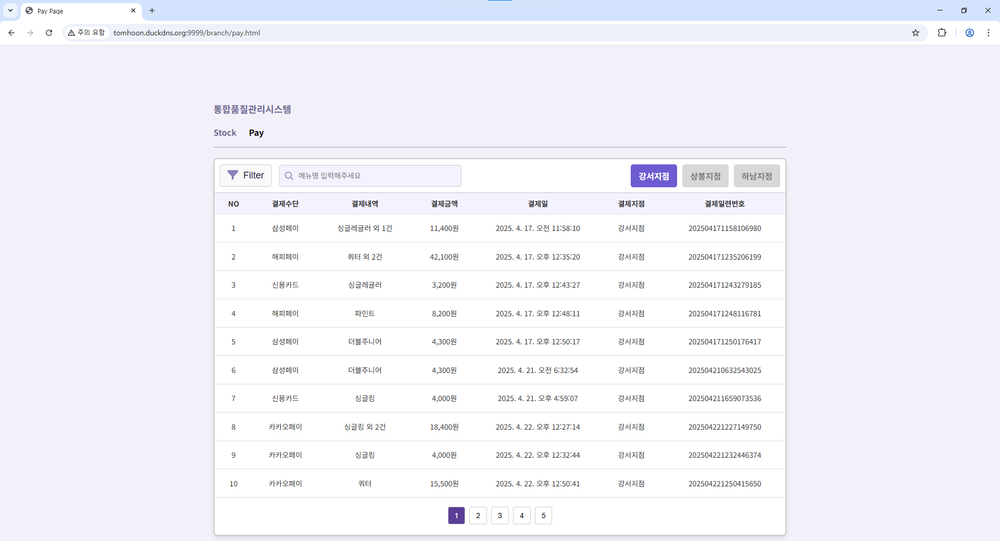 Pay Page
주의 요함 tomhoon.duckdns.org:9999/branch/pay.html
통합품질관리시스템
Stock Pay
Filter 메뉴명 입력해주세요 강서지점 상봉지점 하남지점
NO 결제수단 결제내역 결제금액 결제일 결제지점 결제일련번호
1 삼성페이 싱글레귤러 외 1건 11,400원 2025. 4. 17. 오전 11:58:10 강서지점 202504171158106980
2 해피페이 쿼터 외 2건 42,100원 2025. 4. 17. 오후 12:35:20 강서지점 202504171235206199
3 신용카드 싱글레귤러 3,200원 2025. 4. 17. 오후 12:43:27 강서지점 202504171243279185
4 해피페이 파인트 8,200원 2025. 4. 17. 오후 12:48:11 강서지점 202504171248116781
5 삼성페이 더블주니어 4,300원 2025. 4. 17. 오후 12:50:17 강서지점 202504171250176417
6 삼성페이 더블주니어 4,300원 2025. 4. 21. 오전 6:32:54 강서지점 202504210632543025
7 신용카드 싱글킹 4,000원 2025. 4. 21. 오후 4:59:07 강서지점 202504211659073536
8 카카오페이 싱글킹 외 2건 18,400원 2025. 4. 22. 오후 12:27:14 강서지점 202504221227149750
9 카카오페이 싱글킹 4,000원 2025. 4. 22. 오후 12:32:44 강서지점 202504221232446374
10 카카오페이 쿼터 15,500원 2025. 4. 22. 오후 12:50:41 강서지점 202504221250415650
1 2 3 4 5